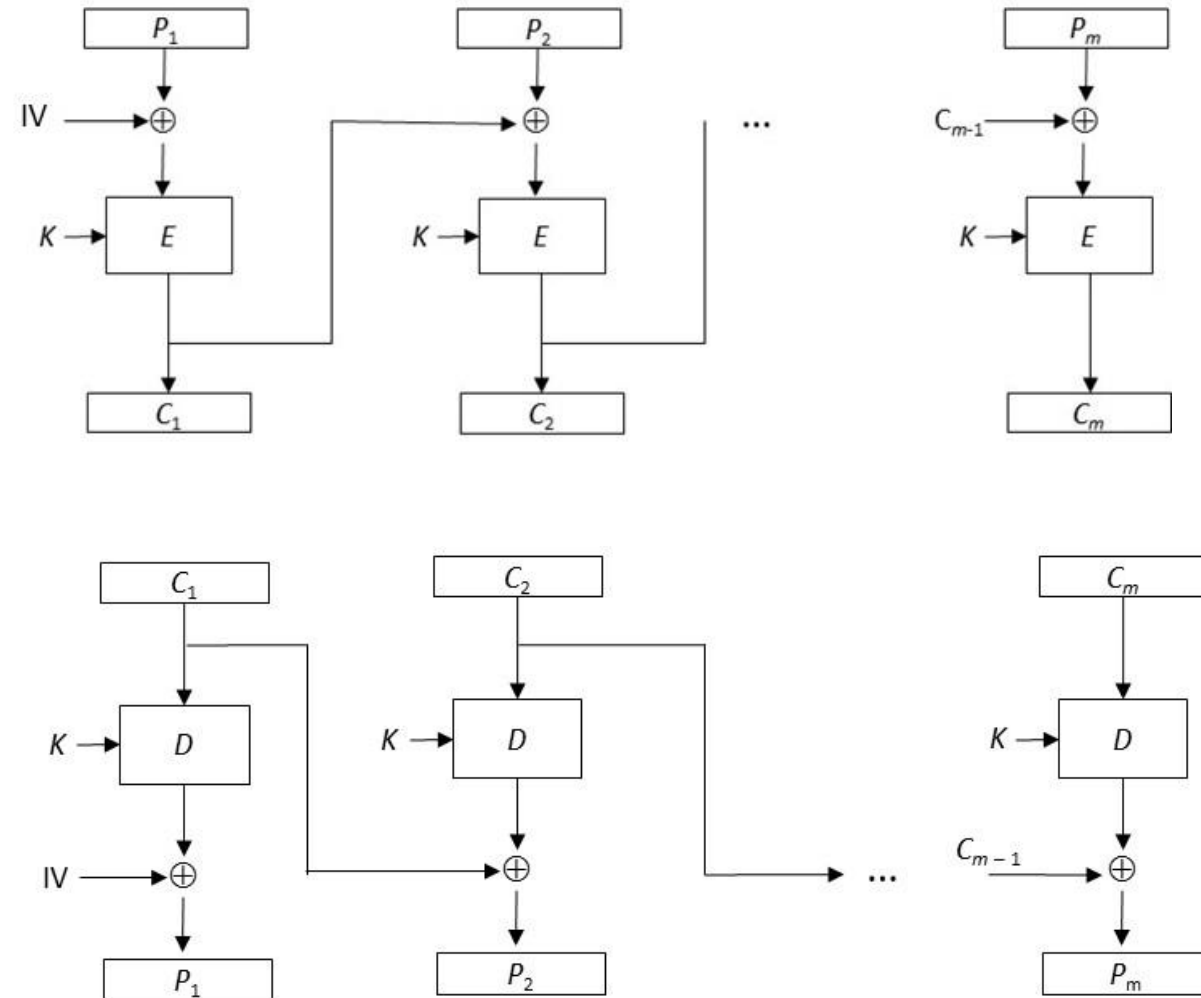 P₁ P₂ Pₘ
IV ⊕ ⊕ ... Cₘ₋₁ ⊕
K E K E K E
C₁ C₂ Cₘ
C₁ C₂ Cₘ
K D K D K D
IV ⊕ ⊕ ... Cₘ ₋ ₁ ⊕
P₁ P₂ Pₘ